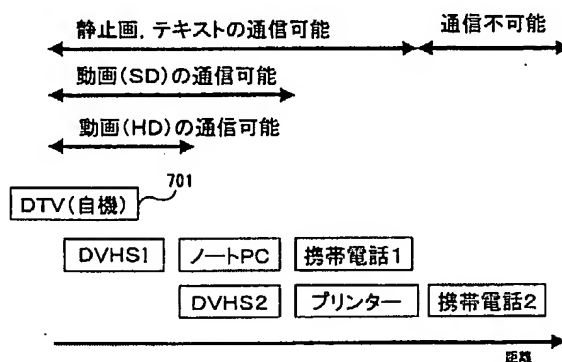 静止画，テキストの通信可能 通信不可能
動画(SD)の通信可能
動画(HD)の通信可能
701
DTV(自機)
DVHS1 ノートPC 携帯電話1
DVHS2 プリンター 携帯電話2
距離